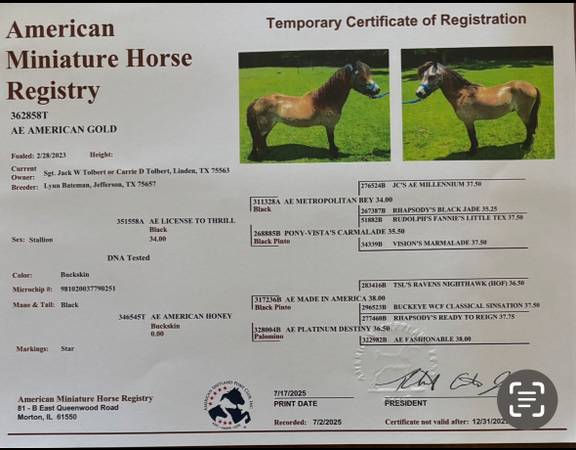 American
Miniature Horse
Registry
Temporary Certificate of Registration
362858T
AE AMERICAN GOLD
Foaled: 2/28/2023 Height:
Current Owner: Sgt. Jack W Tolbert or Carrie D Tolbert, Linden, TX 75563
Breeder: Lynn Bateman, Jefferson, TX 75657
276524B JC'S AE MILLENNIUM 37.50
311328A AE METROPOLITAN BEY 34.00
Black
267387B RHAPSODY'S BLACK JADE 35.25
351558A AE LICENSE TO THRILL
Black
34.00
51882B RUDOLPH'S FANNIE'S LITTLE TEX 37.50
268885B PONY-VISTA'S CARMALADE 35.50
Black Pinto
34339B VISION'S MARMALADE 37.50
Sex: Stallion
DNA Tested
Color: Buckskin
Microchip #: 981020037790251
Mane & Tail: Black
283416B TSL'S RAVENS NIGHTHAWK (HOF) 36.50
317236B AE MADE IN AMERICA 38.00
Black Pinto
296523B BUCKEYE WCF CLASSICAL SINSATION 37.50
346545T AE AMERICAN HONEY
Buckskin
0.00
277460B RHAPSODY'S READY TO REIGN 37.75
328004B AE PLATINUM DESTINY 36.50
Palomino
322982B AE FASHIONABLE 38.00
Markings: Star
American Miniature Horse Registry
81 - B East Queenwood Road
Morton, IL 61550
AMERICAN SHETLAND PONY CLUB, INC.
7/17/2025
PRINT DATE
PRESIDENT
Recorded: 7/2/2025
Certificate not valid after: 12/31/